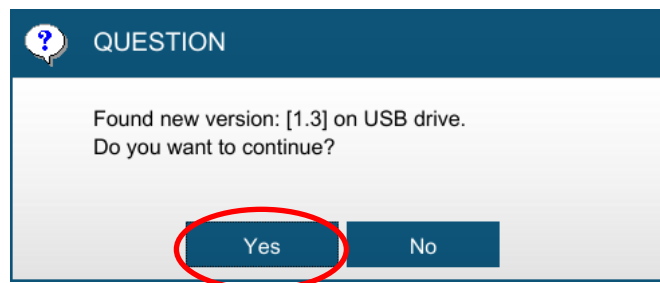 ?
QUESTION
Found new version: [1.3] on USB drive.
Do you want to continue?
Yes No